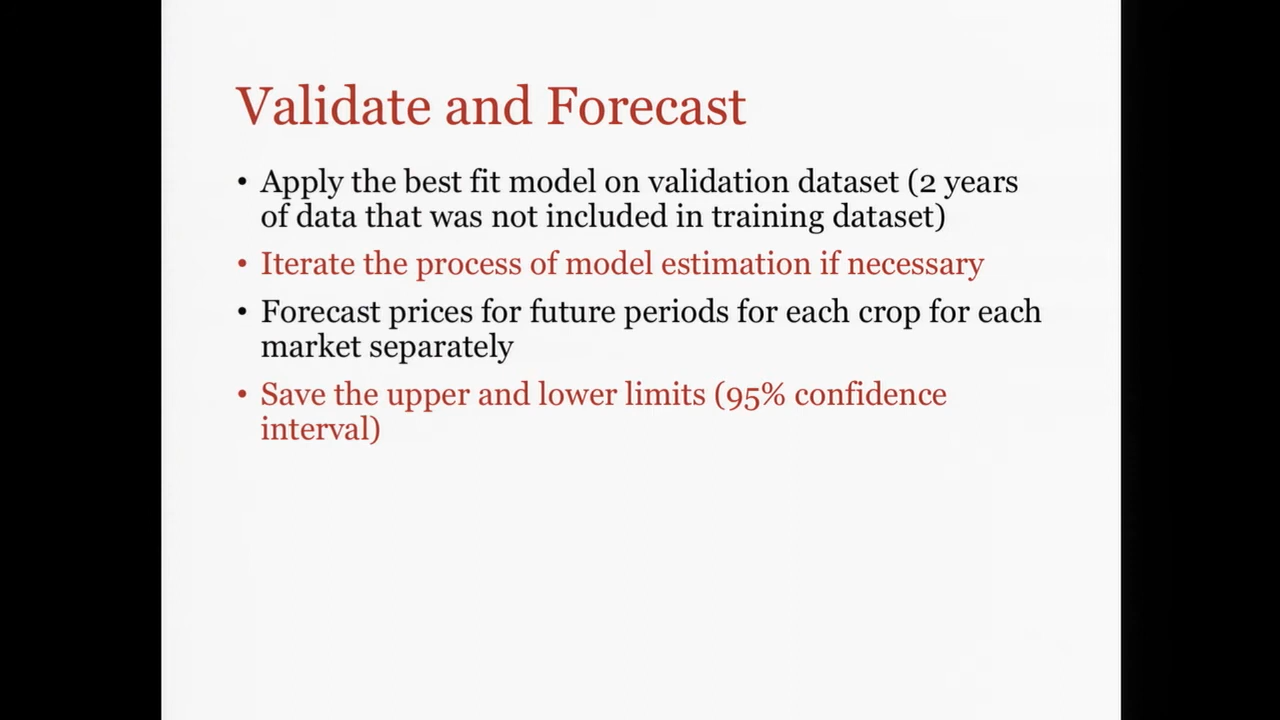 Validate and Forecast
• Apply the best fit model on validation dataset (2 years
of data that was not included in training dataset)
• Iterate the process of model estimation if necessary
• Forecast prices for future periods for each crop for each
market separately
• Save the upper and lower limits (95% confidence
interval)